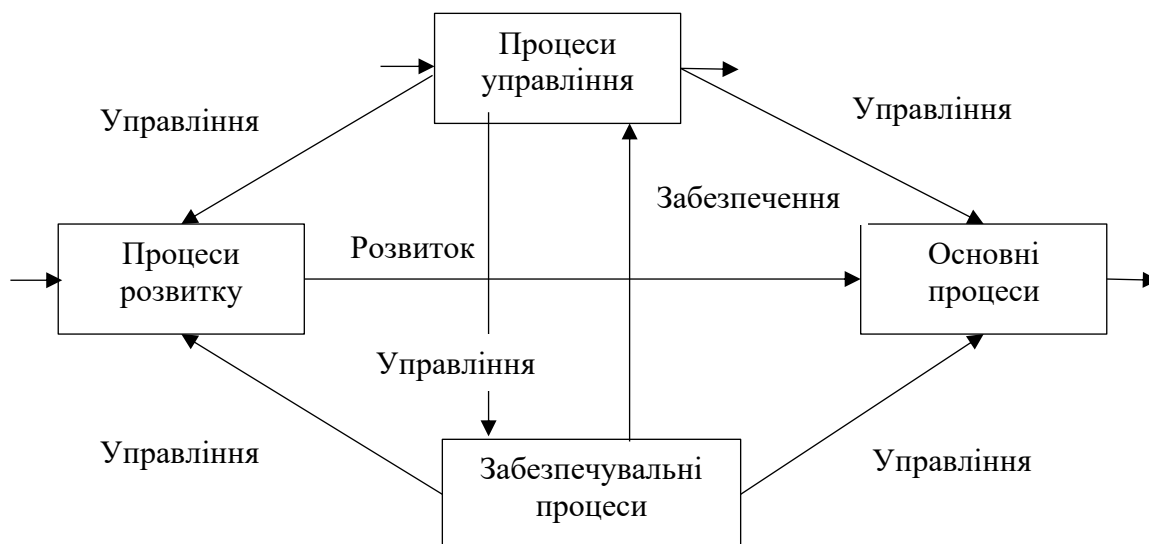 Процеси
управління
Управління
Управління
Забезпечення
Процеси
розвитку
Розвиток
Основні
процеси
Управління
Управління
Забезпечувальні
процеси
Управління